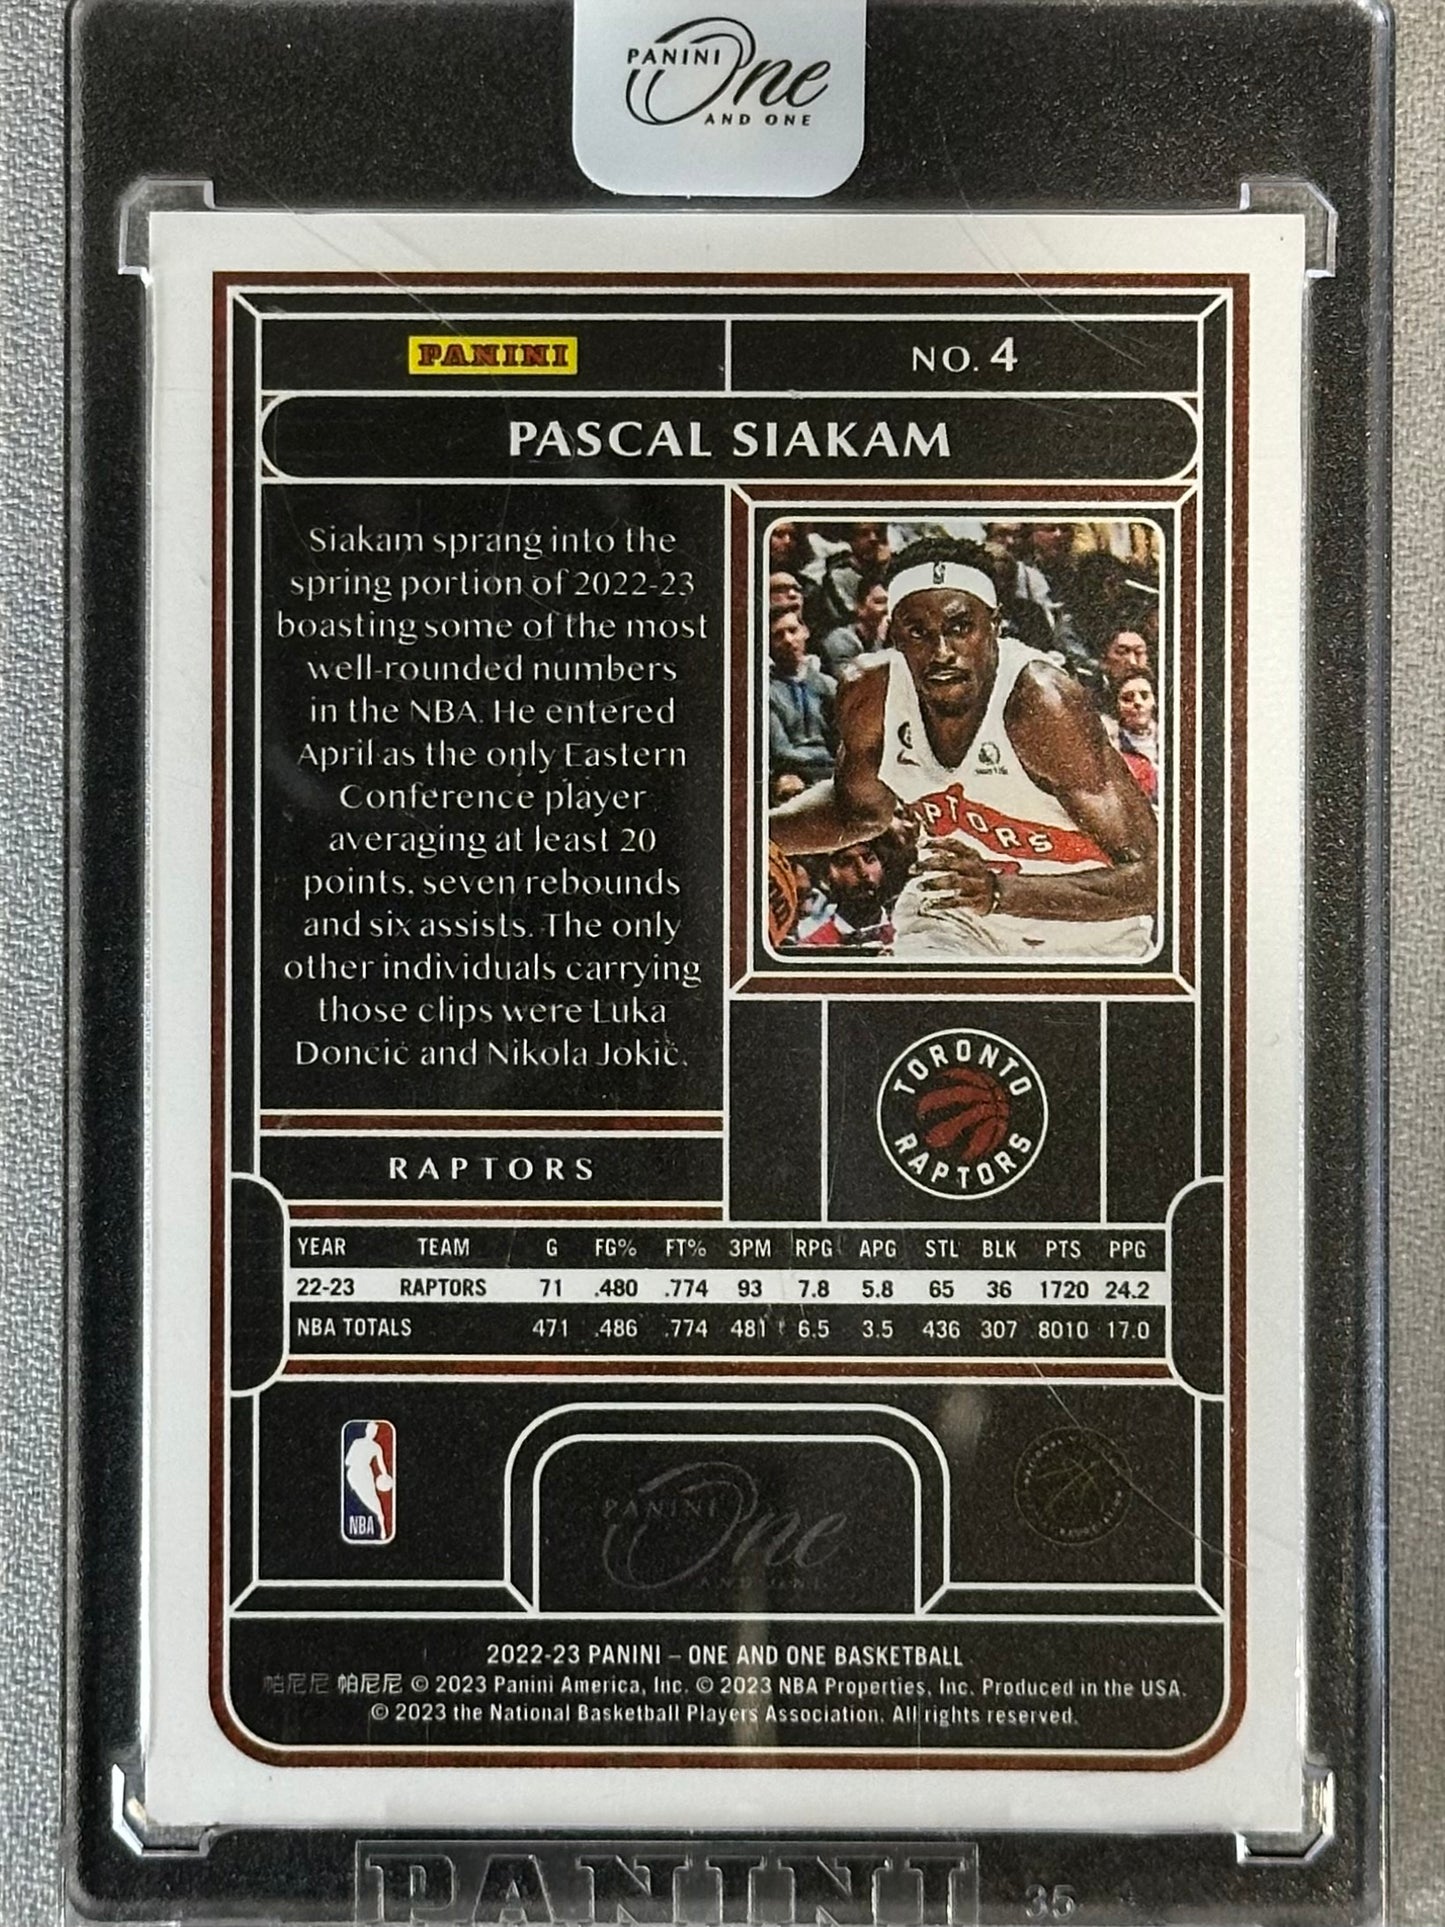 PANINI One
AND ONE
PANINI
NO. 4
PASCAL SIAKAM
Siakam sprang into the
spring portion of 2022-23
boasting some of the most
well-rounded numbers
in the NBA. He entered
April as the only Eastern
Conference player
averaging at least 20
points, seven rebounds
and six assists. The only
other individuals carrying
those clips were Luka
Doncic and Nikola Jokic.
RAPTORS
TORONTO
RAPTORS
RAPTORS
YEAR TEAM G FG% FT% 3PM RPG APG STL BLK PTS PPG
22-23 RAPTORS 71 .480 .774 93 7.8 5.8 65 36 1720 24.2
NBA TOTALS 471 .486 .774 481 6.5 3.5 436 307 8010 17.0
NBA
PANINI One
AND ONE
2022-23 PANINI – ONE AND ONE BASKETBALL
帕尼尼 帕尼尼 © 2023 Panini America, Inc. © 2023 NBA Properties, Inc. Produced in the USA.
© 2023 the National Basketball Players Association. All rights reserved.
PANINI 35